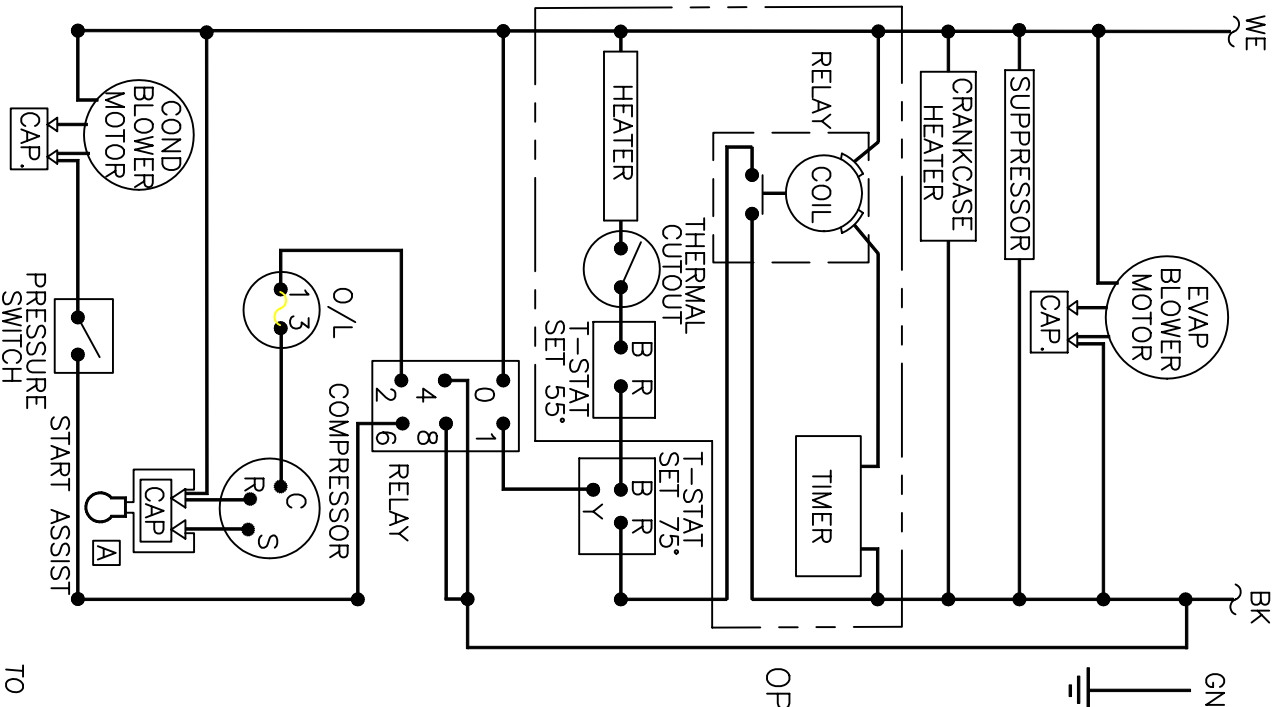 WE
BK
GN
EVAP
BLOWER
MOTOR
CAP.
SUPPRESSOR
CRANKCASE
HEATER
RELAY
COIL
TIMER
OP
HEATER
THERMAL
CUTOUT
T-STAT
SET 55°
B R
T-STAT
SET 75°
B R
Y
0 1
4 8
2 6
RELAY
O/L
1 3
COMPRESSOR
C
R
S
CAP
A
COND
BLOWER
MOTOR
CAP.
PRESSURE
SWITCH
START ASSIST
TO